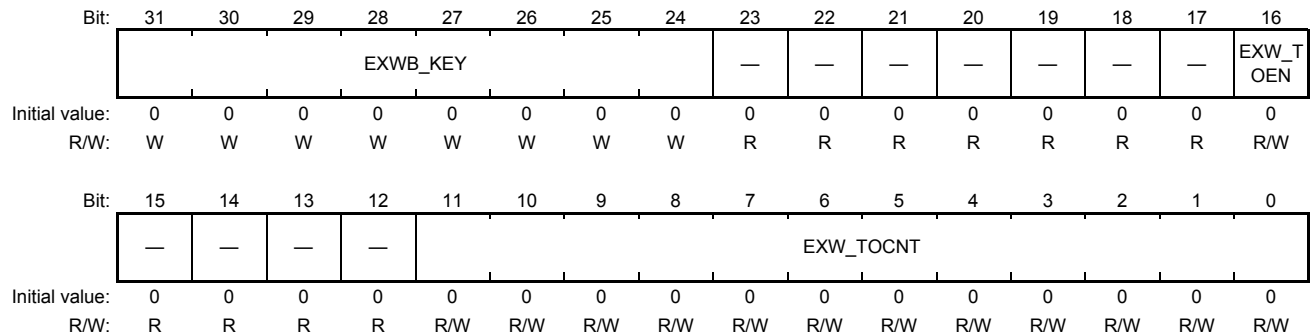 Bit: 31 30 29 28 27 26 25 24 23 22 21 20 19 18 17 16
EXWB_KEY — — — — — — — EXW_T
OEN
Initial value: 0 0 0 0 0 0 0 0 0 0 0 0 0 0 0 0
R/W: W W W W W W W W R R R R R R R R/W
Bit: 15 14 13 12 11 10 9 8 7 6 5 4 3 2 1 0
— — — — EXW_TOCNT
Initial value: 0 0 0 0 0 0 0 0 0 0 0 0 0 0 0 0
R/W: R R R R R/W R/W R/W R/W R/W R/W R/W R/W R/W R/W R/W R/W